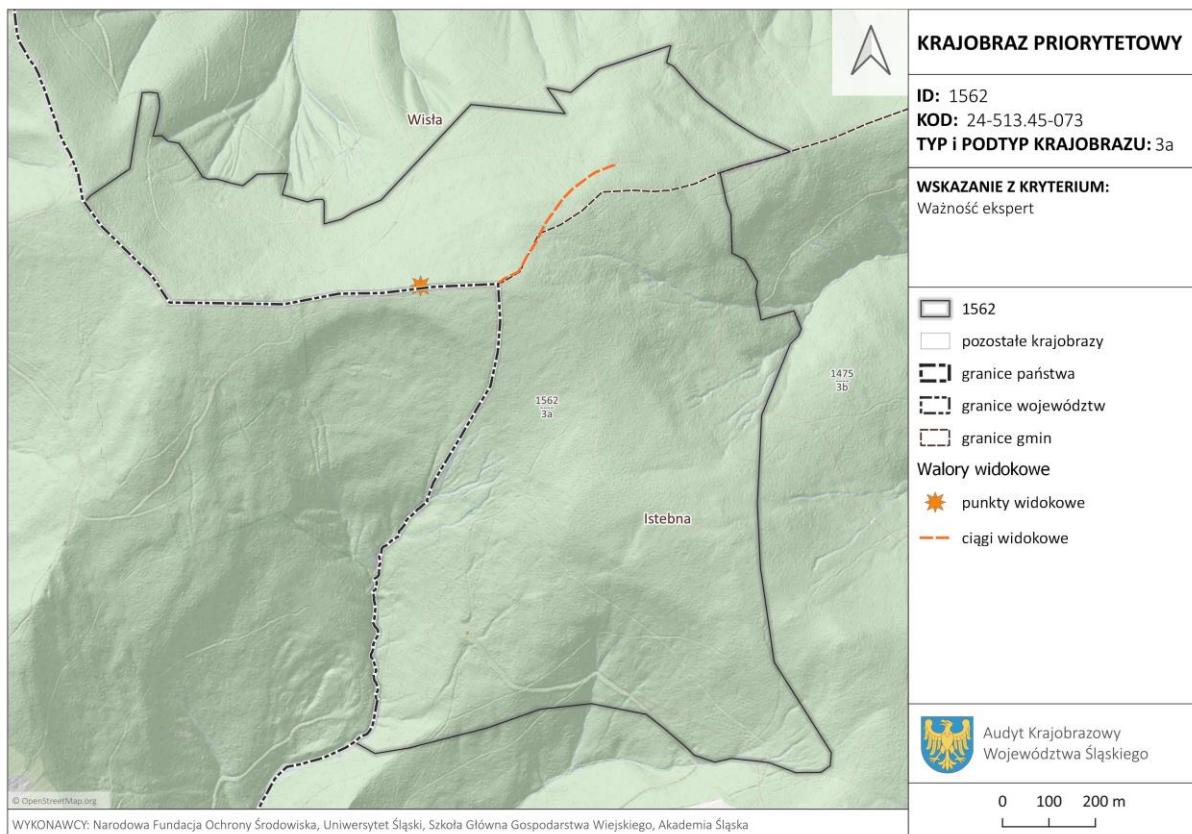 Wisła
1562
3a
1475
3b
Istebna
© OpenStreetMap.org
WYKONAWCY: Narodowa Fundacja Ochrony Środowiska, Uniwersytet Śląski, Szkoła Główna Gospodarstwa Wiejskiego, Akademia Śląska
KRAJOBRAZ PRIORYTETOWY
ID: 1562
KOD: 24-513.45-073
TYP i PODTYP KRAJOBRAZU: 3a
WSKAZANIE Z KRYTERIUM:
Ważność ekspert
1562
pozostałe krajobrazy
granice państwa
granice województw
granice gmin
Walory widokowe
punkty widokowe
ciągi widokowe
Audyt Krajobrazowy
Województwa Śląskiego
0 100 200 m